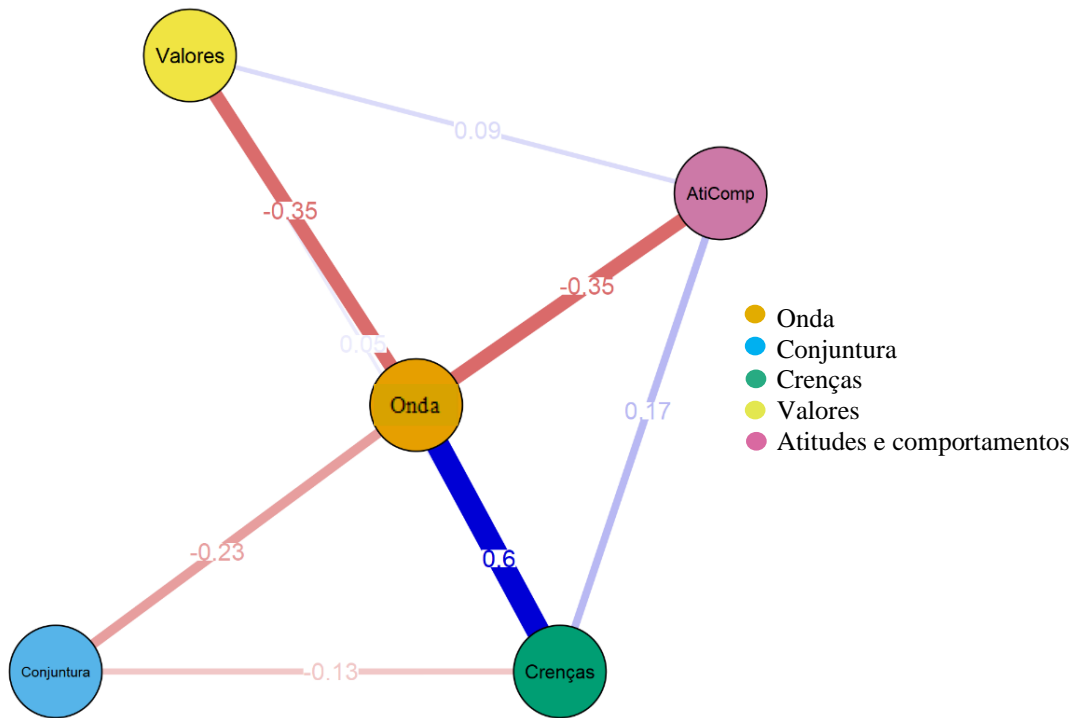 Valores
0.09
AtiComp
-0.35
-0.35
0.05
Onda
0.17
-0.23
0.6
Conjuntura
-0.13
Crenças
Onda
Conjuntura
Crenças
Valores
Atitudes e comportamentos